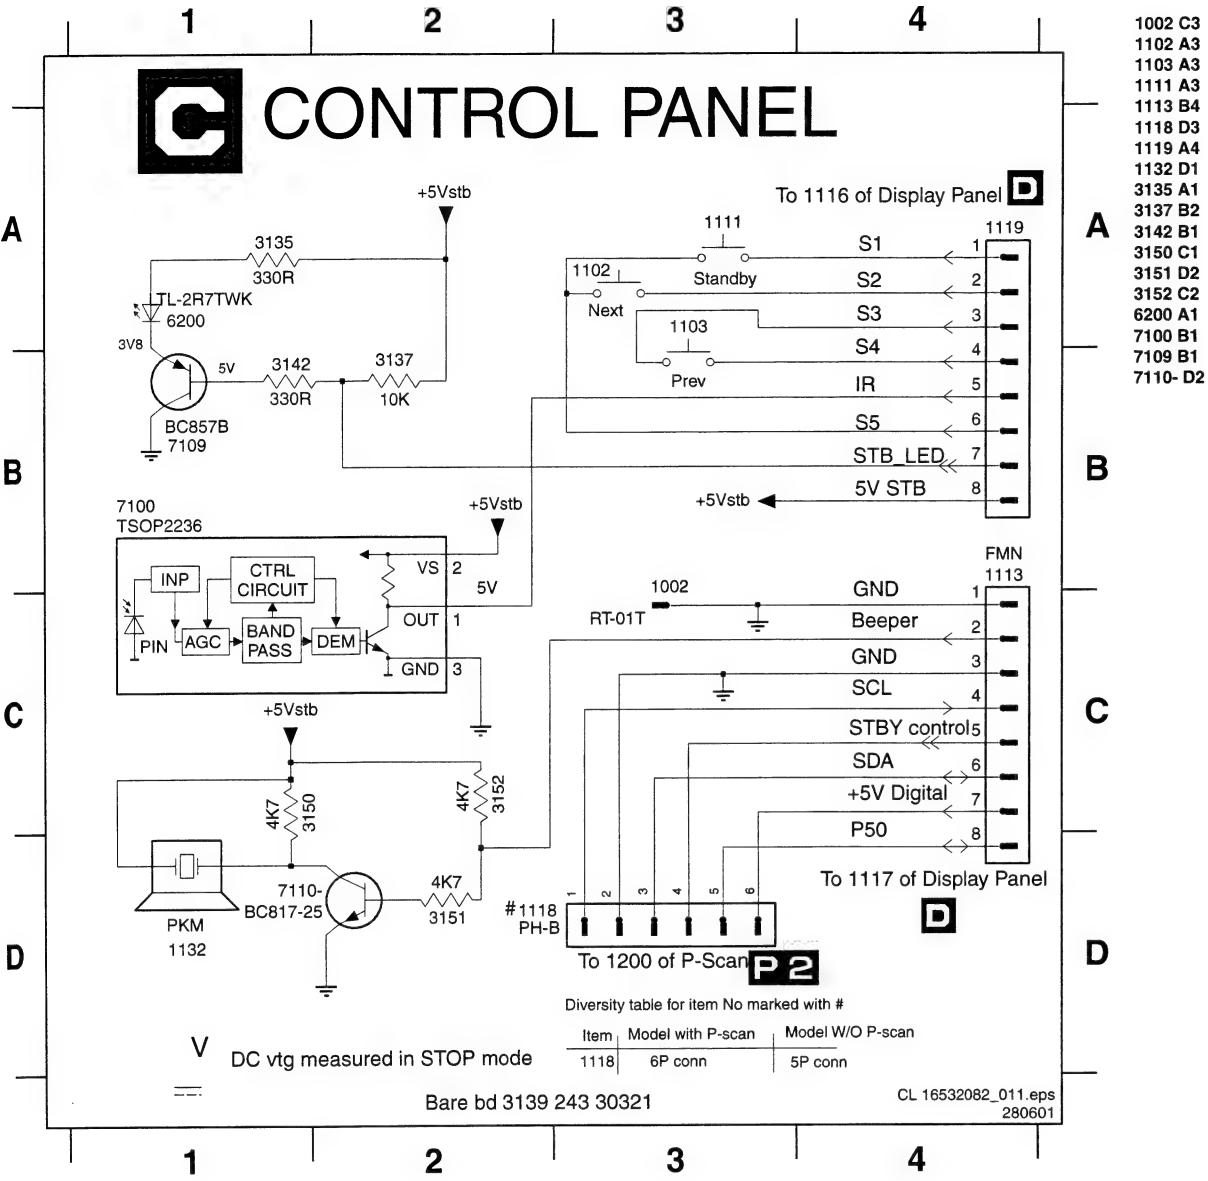 1 2 3 4
C CONTROL PANEL
1002 C3
1102 A3
1103 A3
1111 A3
1113 B4
1118 D3
1119 A4
1132 D1
3135 A1
3137 B2
3142 B1
3150 C1
3151 D2
3152 C2
6200 A1
7100 B1
7109 B1
7110- D2
A
B
C
D
A
B
C
D
+5Vstb
3135
330R
TL-2R7TWK
6200
3V8
5V
3142
330R
3137
10K
BC857B
7109
To 1116 of Display Panel D
1119
1111
Standby
1102
Next
1103
Prev
S1 1
S2 2
S3 3
S4 4
IR 5
S5 6
STB_LED 7
+5Vstb 5V STB 8
7100
TSOP2236
+5Vstb
INP
CTRL
CIRCUIT
VS 2
5V
PIN
AGC
BAND
PASS
DEM
OUT 1
GND 3
FMN
1113
1002
RT-01T
GND 1
Beeper 2
GND 3
SCL 4
STBY control 5
SDA 6
+5V Digital 7
P50 8
To 1117 of Display Panel
D
+5Vstb
4K7
3150
4K7
3152
7110-
BC817-25
4K7
3151
PKM
1132
1 2 3 4 5 6
#1118
PH-B
To 1200 of P-Scan P2
Diversity table for item No marked with #
Item Model with P-scan Model W/O P-scan
1118 6P conn 5P conn
V
DC vtg measured in STOP mode
Bare bd 3139 243 30321
CL 16532082_011.eps
280601
1 2 3 4